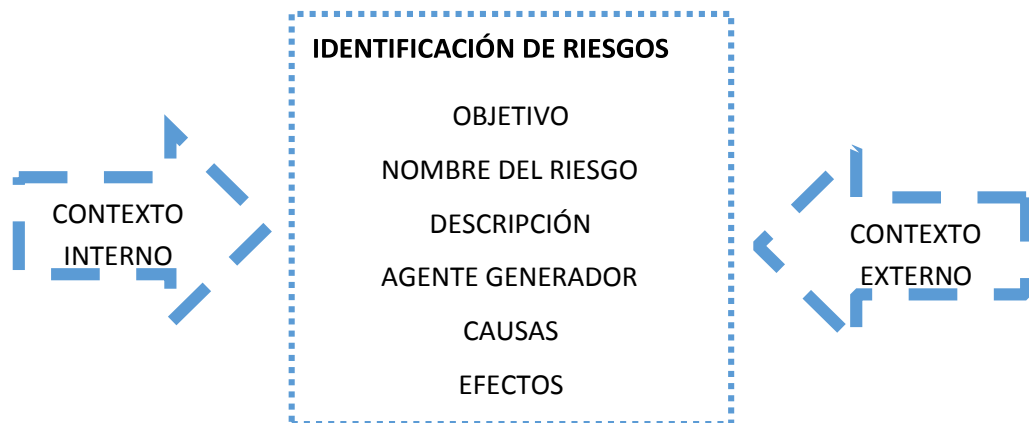 IDENTIFICACIÓN DE RIESGOS
OBJETIVO
NOMBRE DEL RIESGO
DESCRIPCIÓN
AGENTE GENERADOR
CAUSAS
EFECTOS
CONTEXTO
INTERNO
CONTEXTO
EXTERNO